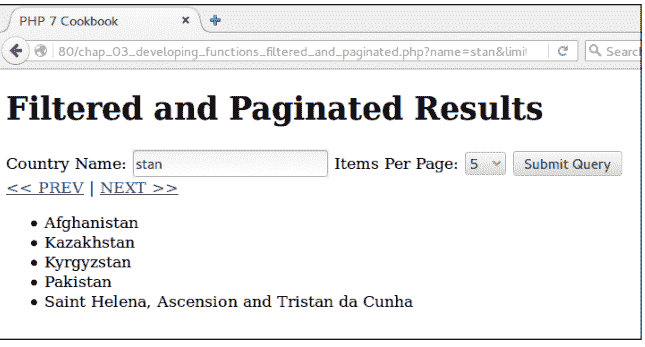 PHP 7 Cookbook
80/chap_03_developing_functions_filtered_and_paginated.php?name=stan&limit
Filtered and Paginated Results
Country Name: stan Items Per Page: 5 Submit Query
<< PREV | NEXT >>
Afghanistan
Kazakhstan
Kyrgyzstan
Pakistan
Saint Helena, Ascension and Tristan da Cunha